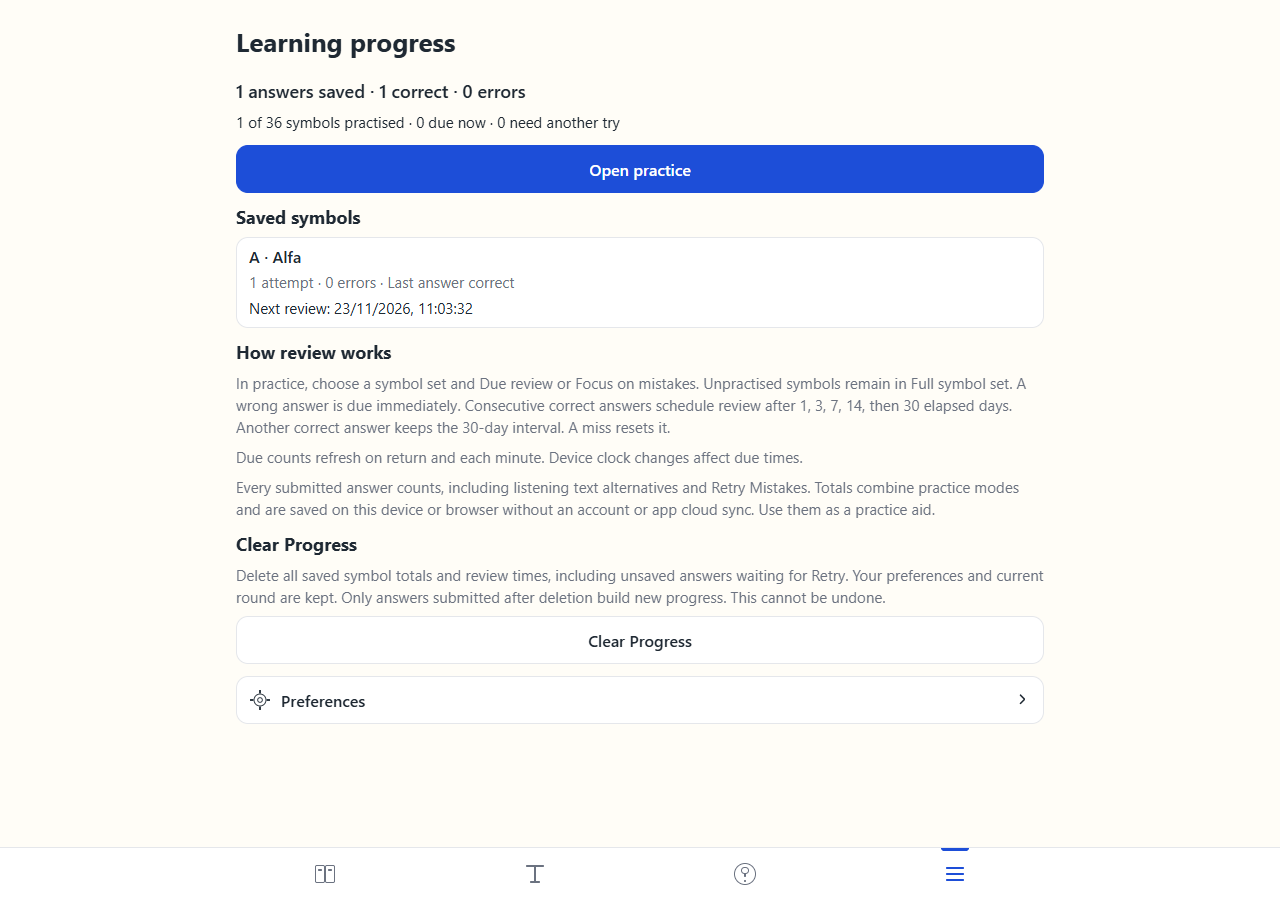 Learning progress
1 answers saved · 1 correct · 0 errors
1 of 36 symbols practised · 0 due now · 0 need another try
Open practice
Saved symbols
A · Alfa
1 attempt · 0 errors · Last answer correct
Next review: 23/11/2026, 11:03:32
How review works
In practice, choose a symbol set and Due review or Focus on mistakes. Unpractised symbols remain in Full symbol set. A
wrong answer is due immediately. Consecutive correct answers schedule review after 1, 3, 7, 14, then 30 elapsed days.
Another correct answer keeps the 30-day interval. A miss resets it.
Due counts refresh on return and each minute. Device clock changes affect due times.
Every submitted answer counts, including listening text alternatives and Retry Mistakes. Totals combine practice modes
and are saved on this device or browser without an account or app cloud sync. Use them as a practice aid.
Clear Progress
Delete all saved symbol totals and review times, including unsaved answers waiting for Retry. Your preferences and current
round are kept. Only answers submitted after deletion build new progress. This cannot be undone.
Clear Progress
Preferences